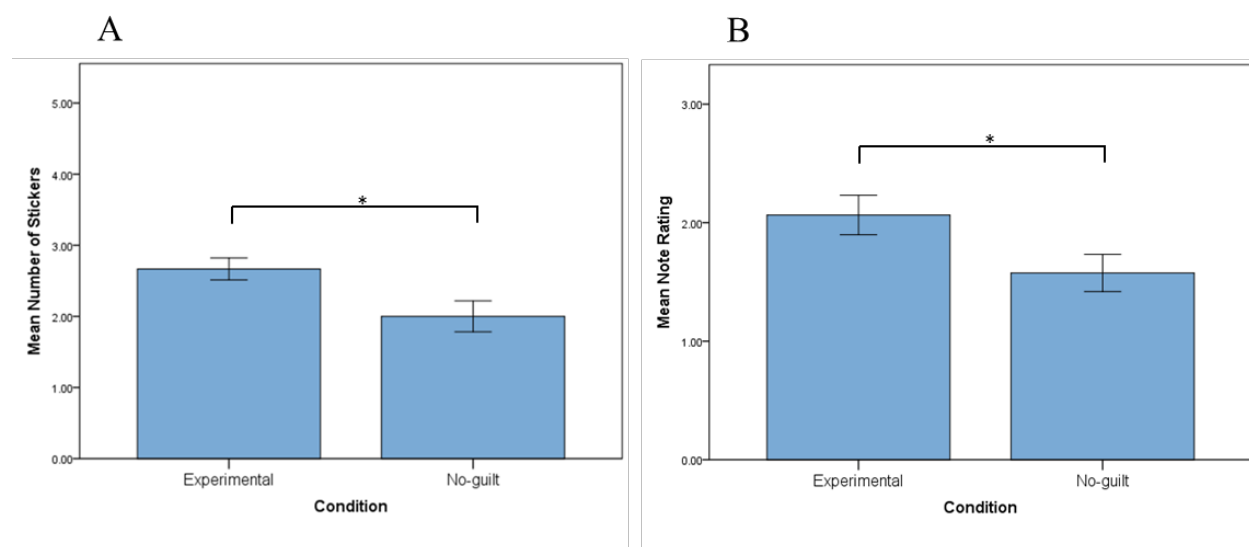 A
Mean Number of Stickers
5.00
4.00
3.00
2.00
1.00
0.00
*
Experimental
No-guilt
Condition
B
Mean Note Rating
3.00
2.00
1.00
0.00
*
Experimental
No-guilt
Condition